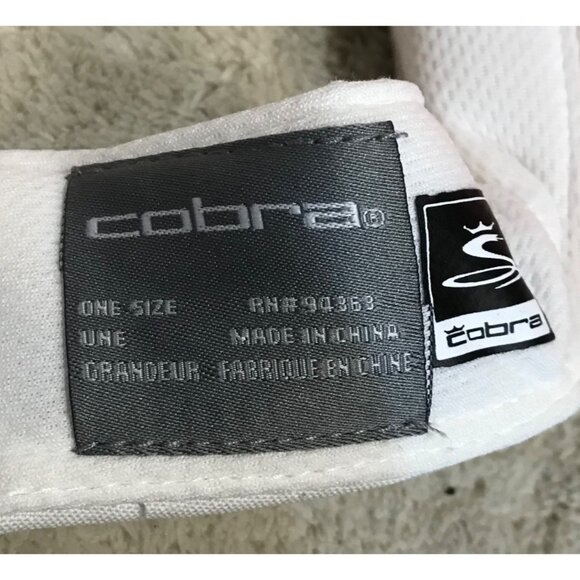 cobra®
ONE SIZE RN# 94363
UNE MADE IN CHINA
GRANDEUR FABRIQUE EN CHINE
cobra